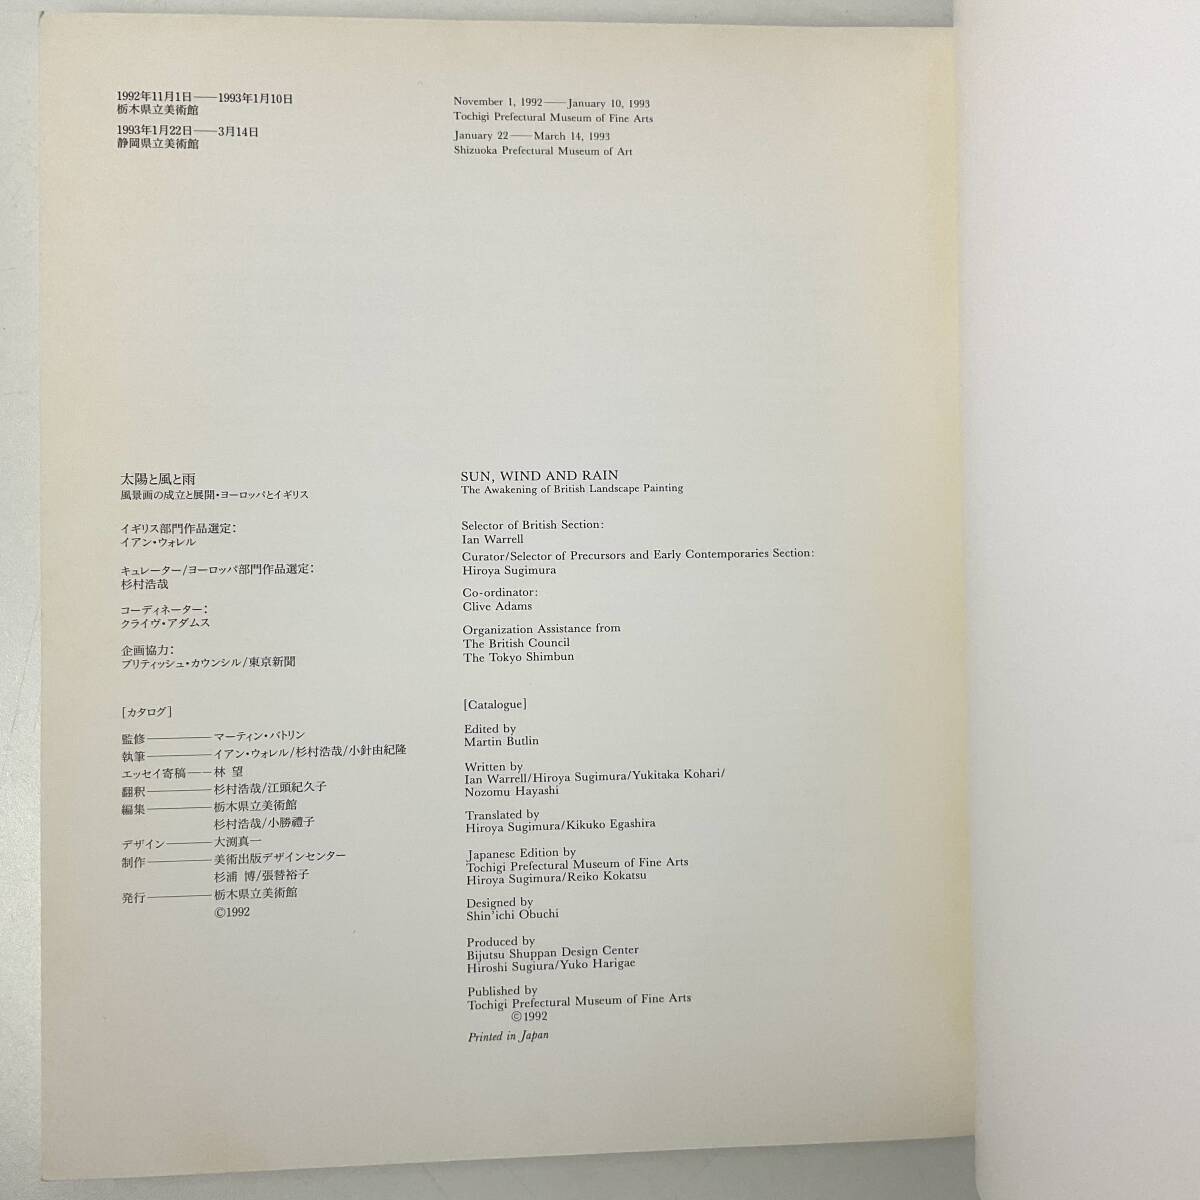 1992年11月1日――1993年1月10日
栃木県立美術館
1993年1月22日――3月14日
静岡県立美術館
November 1, 1992――January 10, 1993
Tochigi Prefectural Museum of Fine Arts
January 22――March 14, 1993
Shizuoka Prefectural Museum of Art
太陽と風と雨
風景画の成立と展開・ヨーロッパとイギリス
イギリス部門作品選定：
イアン・ウォレル
キュレーター/ヨーロッパ部門作品選定：
杉村浩哉
コーディネーター：
クライヴ・アダムス
企画協力：
ブリティッシュ・カウンシル/東京新聞
［カタログ］
監修――――マーティン・バトリン
執筆――――イアン・ウォレル/杉村浩哉/小針由紀隆
エッセイ寄稿――林 望
翻釈――――杉村浩哉/江頭紀久子
編集――――栃木県立美術館
杉村浩哉/小勝禮子
デザイン―――大渕真一
制作――――美術出版デザインセンター
杉浦 博/張替裕子
発行――――栃木県立美術館
©1992
SUN, WIND AND RAIN
The Awakening of British Landscape Painting
Selector of British Section:
Ian Warrell
Curator/Selector of Precursors and Early Contemporaries Section:
Hiroya Sugimura
Co-ordinator:
Clive Adams
Organization Assistance from
The British Council
The Tokyo Shimbun
[Catalogue]
Edited by
Martin Butlin
Written by
Ian Warrell/Hiroya Sugimura/Yukitaka Kohari/
Nozomu Hayashi
Translated by
Hiroya Sugimura/Kikuko Egashira
Japanese Edition by
Tochigi Prefectural Museum of Fine Arts
Hiroya Sugimura/Reiko Kokatsu
Designed by
Shin'ichi Obuchi
Produced by
Bijutsu Shuppan Design Center
Hiroshi Sugiura/Yuko Harigae
Published by
Tochigi Prefectural Museum of Fine Arts
©1992
Printed in Japan